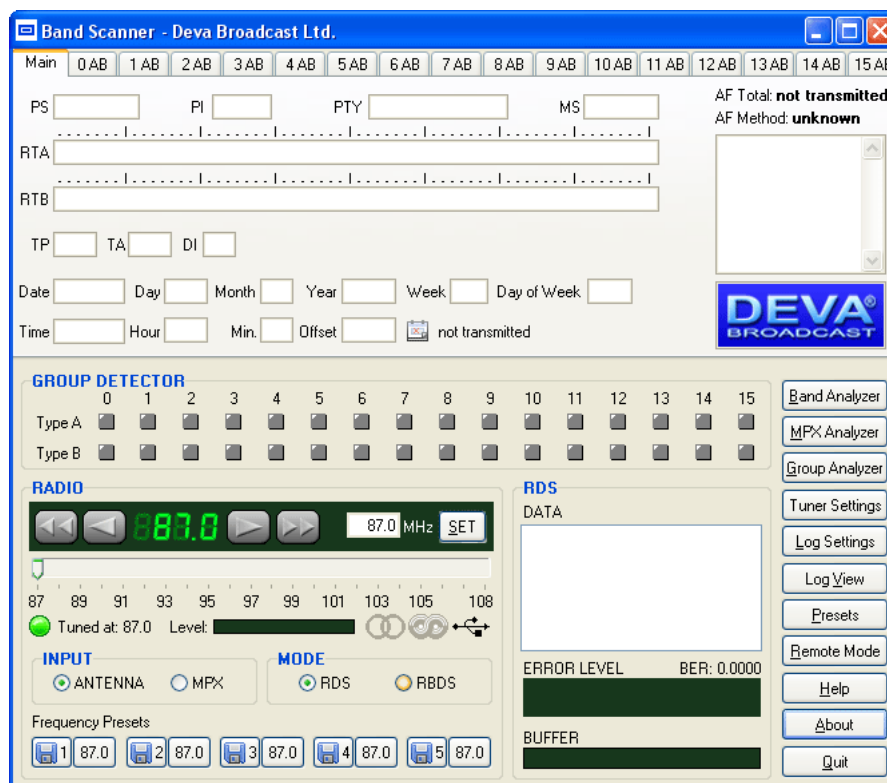 Band Scanner - Deva Broadcast Ltd.
Main 0 AB 1 AB 2 AB 3 AB 4 AB 5 AB 6 AB 7 AB 8 AB 9 AB 10 AB 11 AB 12 AB 13 AB 14 AB 15 AB
PS PI PTY MS
AF Total: not transmitted
AF Method: unknown
RTA
RTB
TP TA DI
Date Day Month Year Week Day of Week
Time Hour Min. Offset not transmitted
DEVA®
BROADCAST
GROUP DETECTOR
0 1 2 3 4 5 6 7 8 9 10 11 12 13 14 15
Type A
Type B
Band Analyzer
MPX Analyzer
Group Analyzer
Tuner Settings
Log Settings
Log View
Presets
Remote Mode
Help
About
Quit
RADIO
87.0 87.0 MHz SET
87 89 91 93 95 97 99 101 103 105 108
Tuned at: 87.0 Level:
INPUT
ANTENNA MPX
MODE
RDS RBDS
Frequency Presets
1 87.0 2 87.0 3 87.0 4 87.0 5 87.0
RDS
DATA
ERROR LEVEL BER: 0.0000
BUFFER